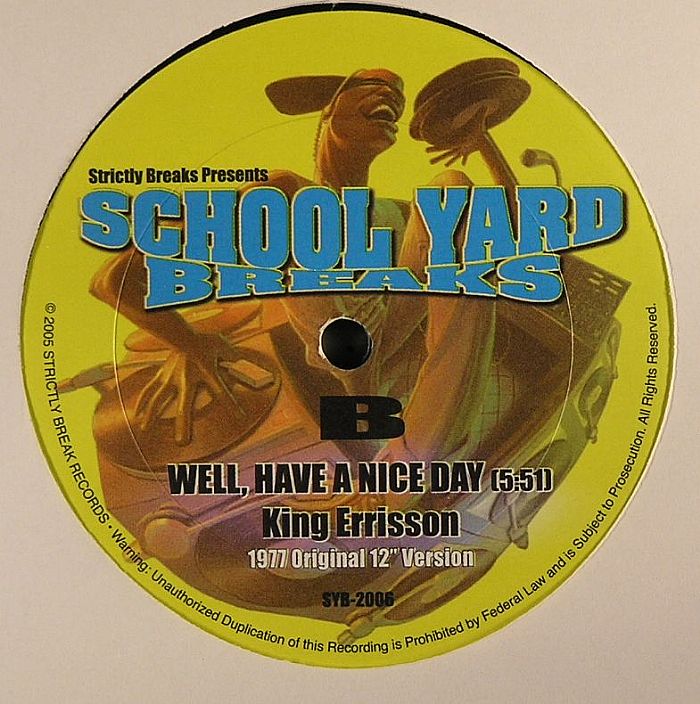 Strictly Breaks Presents
SCHOOL YARD
BREAKS
B
WELL, HAVE A NICE DAY (5:51)
King Errisson
1977 Original 12" Version
SYB-2006
© 2005 STRICTLY BREAK RECORDS • Warning: Unauthorized Duplication of this Recording is Prohibited by Federal Law and is Subject to Prosecution. All Rights Reserved.